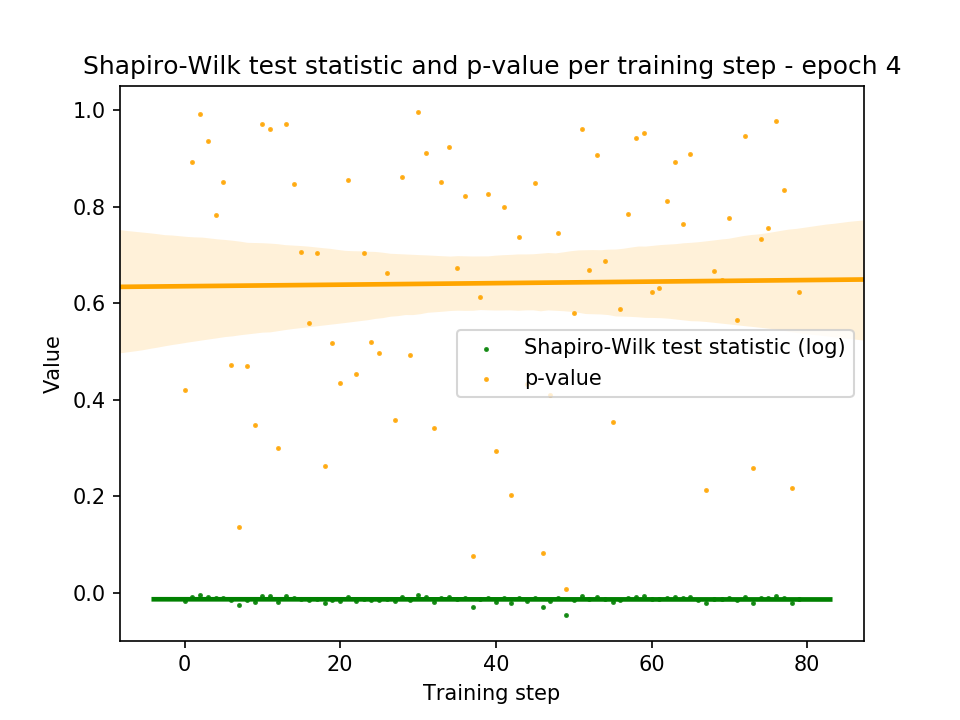 Shapiro-Wilk test statistic and p-value per training step - epoch 4
1.0
0.8
0.6
0.4
0.2
0.0
Value
Shapiro-Wilk test statistic (log)
p-value
0 20 40 60 80
Training step